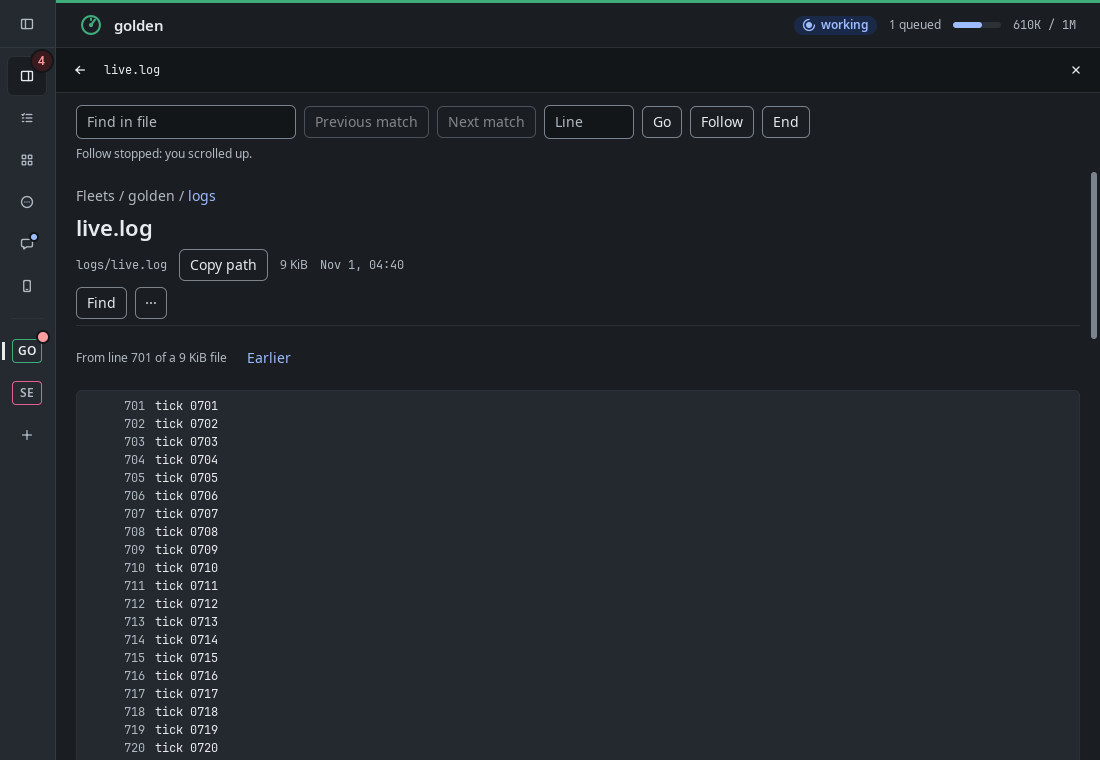 golden
working
1 queued
610K / 1M
4
live.log
Find in file
Previous match
Next match
Line
Go
Follow
End
Follow stopped: you scrolled up.
Fleets / golden / logs
live.log
logs/live.log
Copy path
9 KiB
Nov 1, 04:40
Find
···
GO
SE
From line 701 of a 9 KiB file
Earlier
701 tick 0701
702 tick 0702
703 tick 0703
704 tick 0704
705 tick 0705
706 tick 0706
707 tick 0707
708 tick 0708
709 tick 0709
710 tick 0710
711 tick 0711
712 tick 0712
713 tick 0713
714 tick 0714
715 tick 0715
716 tick 0716
717 tick 0717
718 tick 0718
719 tick 0719
720 tick 0720